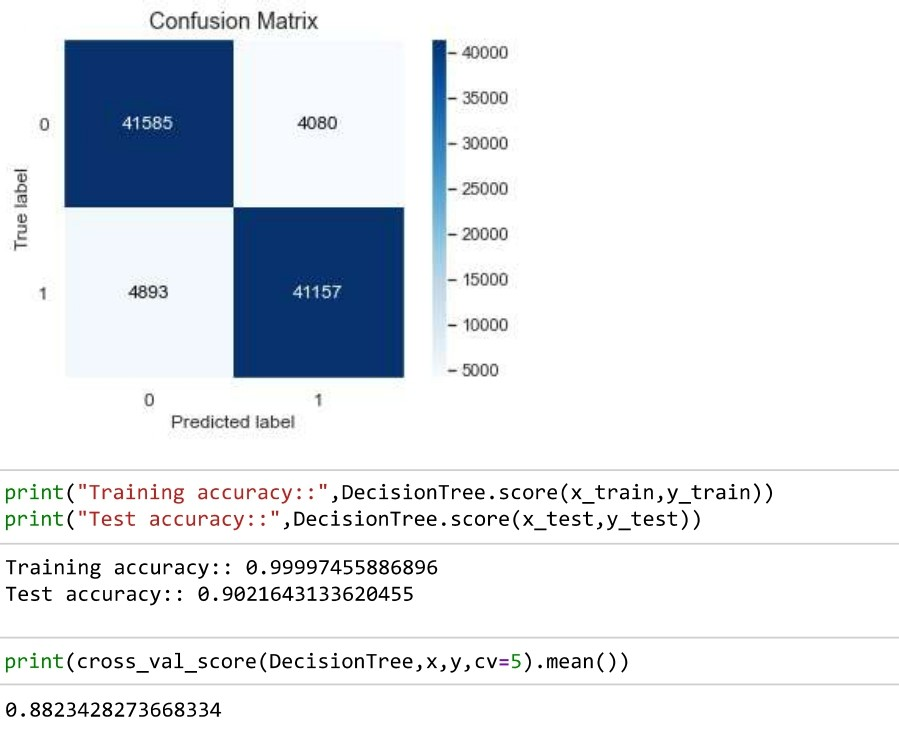 Confusion Matrix
40000
35000
30000
25000
20000
15000
10000
5000
True label
0
41585 4080
1
4893 41157
0 1
Predicted label
print("Training accuracy::",DecisionTree.score(x_train,y_train))
print("Test accuracy::",DecisionTree.score(x_test,y_test))
Training accuracy:: 0.99997455886896
Test accuracy:: 0.9021643133620455
print(cross_val_score(DecisionTree,x,y,cv=5).mean())
0.8823428273668334